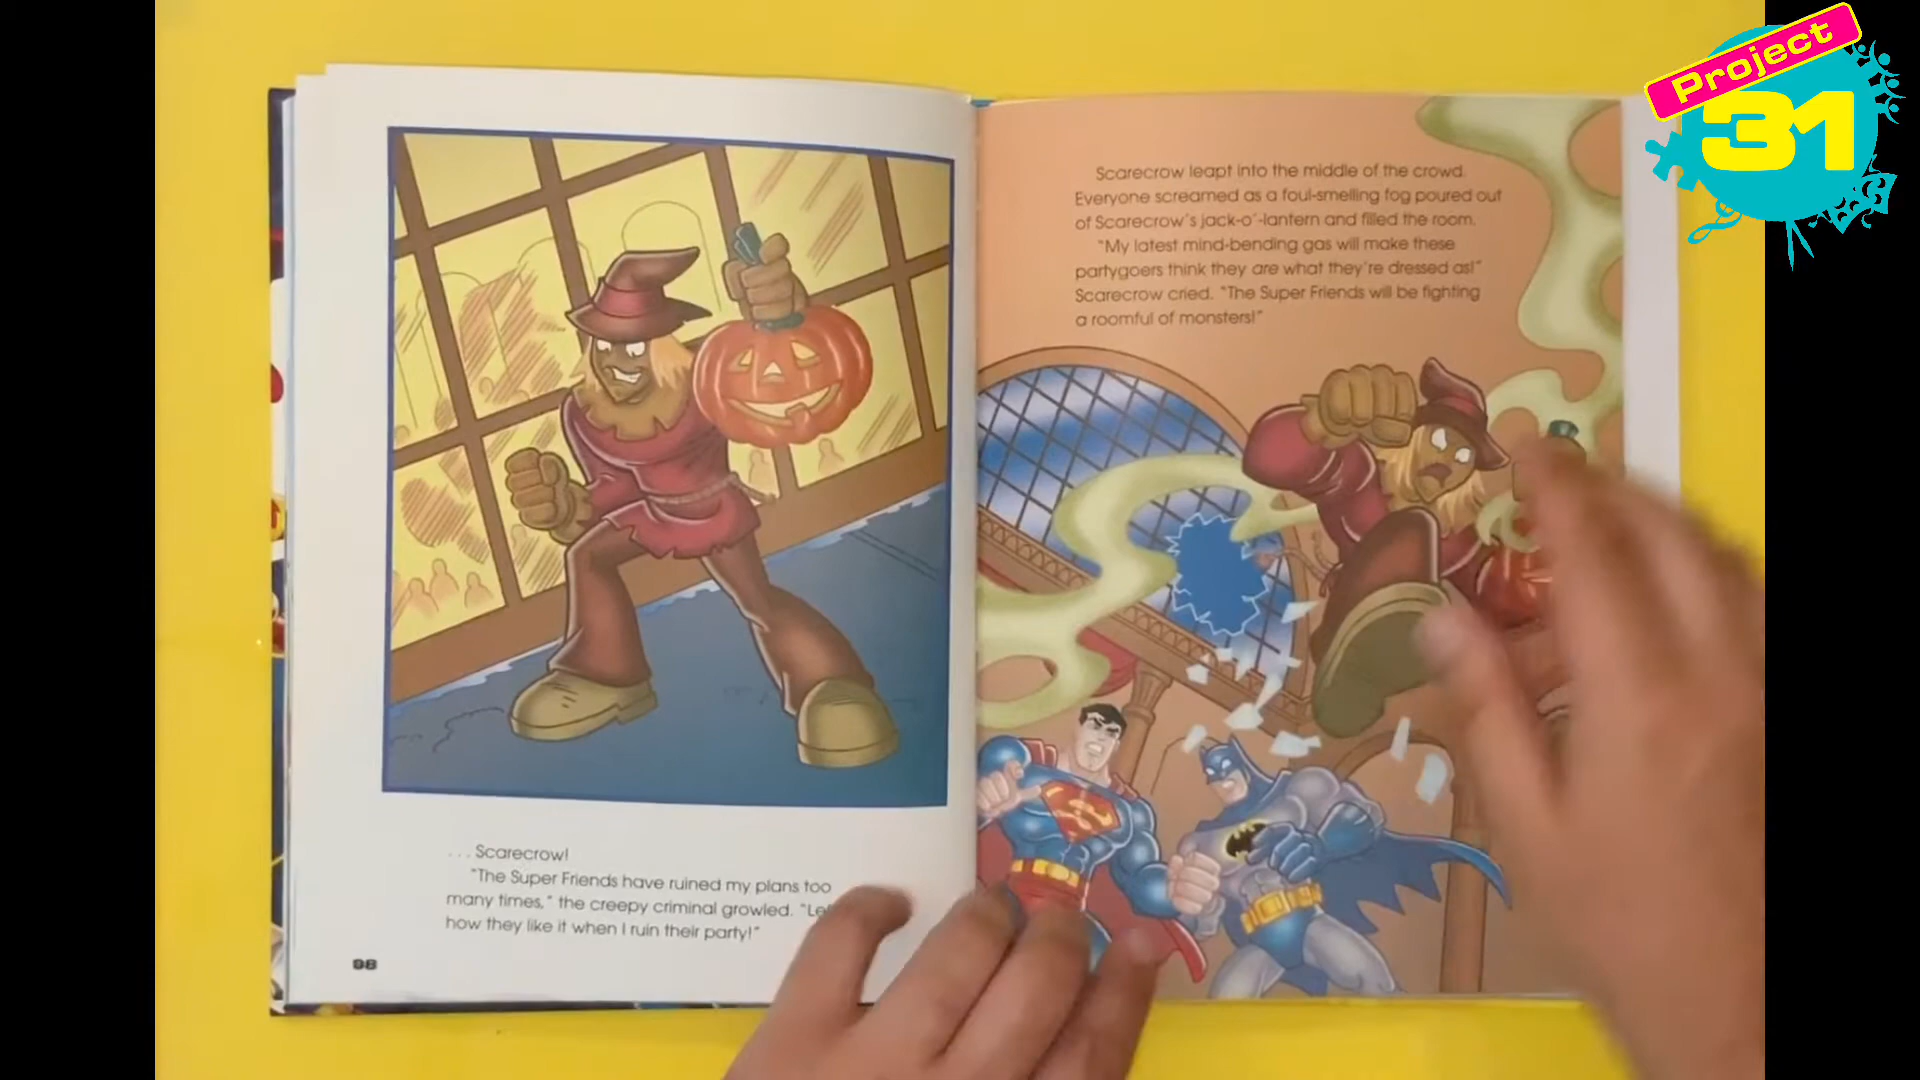 . . . Scarecrow!
"The Super Friends have ruined my plans too
many times," the creepy criminal growled.
how they like it when I ruin their party!"
98
Scarecrow leapt into the middle of the crowd.
Everyone screamed as a foul-smelling fog poured out
of Scarecrow's jack-o'-lantern and filled the room.
"My latest mind-bending gas will make these
partygoers think they are what they're dressed as!"
Scarecrow cried. "The Super Friends will be fighting
a roomful of monsters!"
Project
31